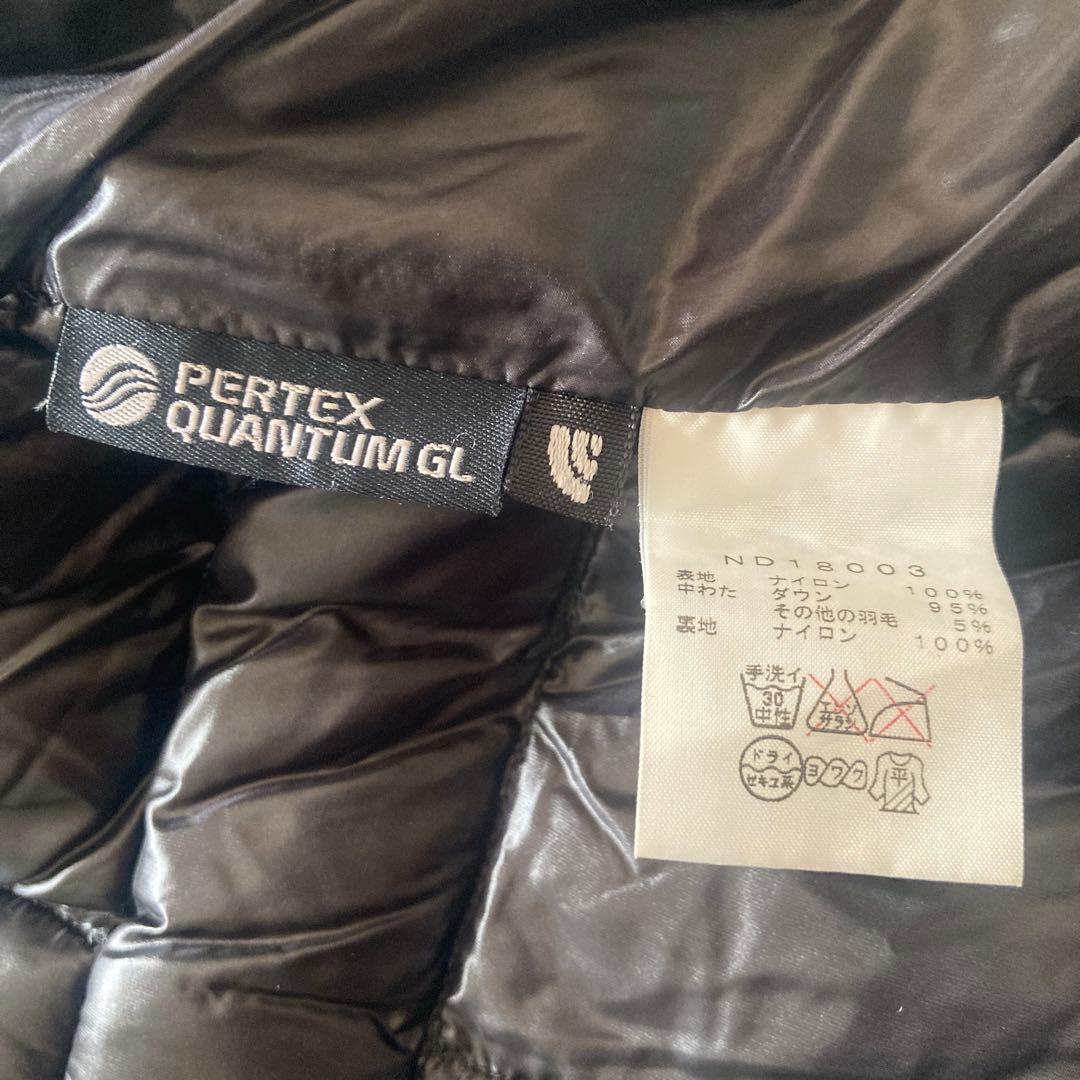 PERTEX
QUANTUM GL
ND18003
表地 ナイロン 100%
中わた ダウン 95%
その他の羽毛 5%
裏地 ナイロン 100%
手洗イ
30
中性
エンソ
サラシ
ドライ
セキユ系
ヨワク
平